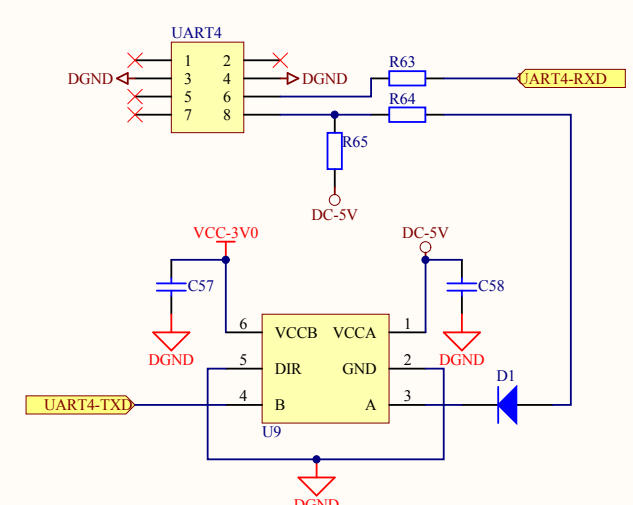 UART4
1 2
DGND 3 4 DGND
5 6
7 8
R63
UART4-RXD
R64
R65
DC-5V
VCC-3V0
DC-5V
C57
C58
DGND
DGND
6 VCCB VCCA 1
5 DIR GND 2
4 B A 3
UART4-TXD
D1
U9
DGND